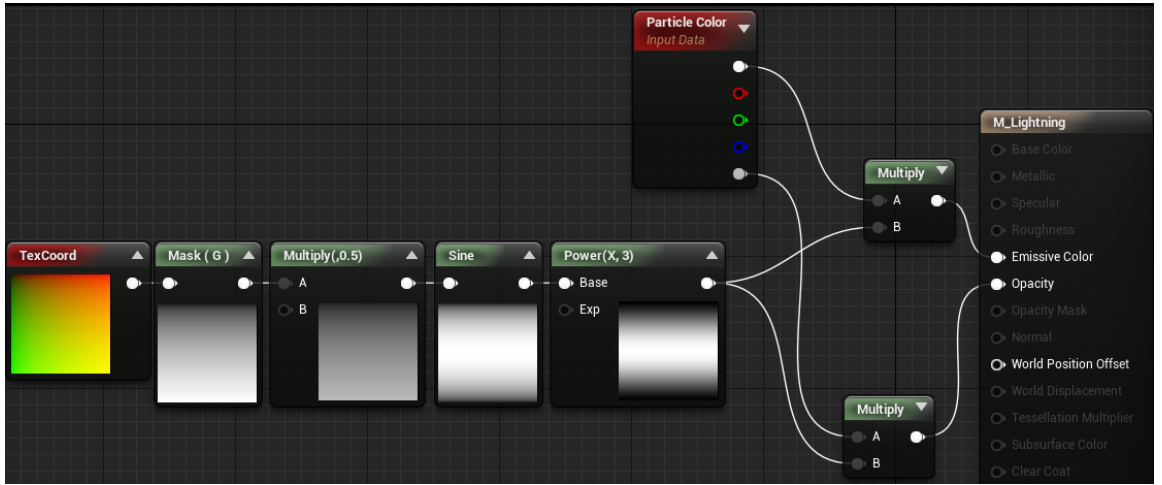 Particle Color
Input Data
M_Lightning
Base Color
Metallic
Specular
Roughness
Emissive Color
Opacity
Opacity Mask
Normal
World Position Offset
World Displacement
Tessellation Multiplier
Subsurface Color
Clear Coat
Multiply
A
B
TexCoord
Mask ( G )
Multiply(,0.5)
A
B
Sine
Power(X, 3)
Base
Exp
Multiply
A
B